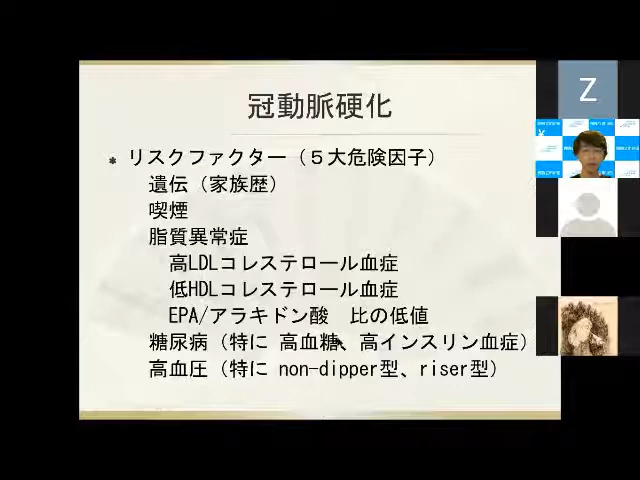 冠動脈硬化
* リスクファクター（５大危険因子）
遺伝（家族歴）
喫煙
脂質異常症
高LDLコレステロール血症
低HDLコレステロール血症
EPA/アラキドン酸　比の低値
糖尿病（特に 高血糖、高インスリン血症）
高血圧（特に non-dipper型、riser型）
Z